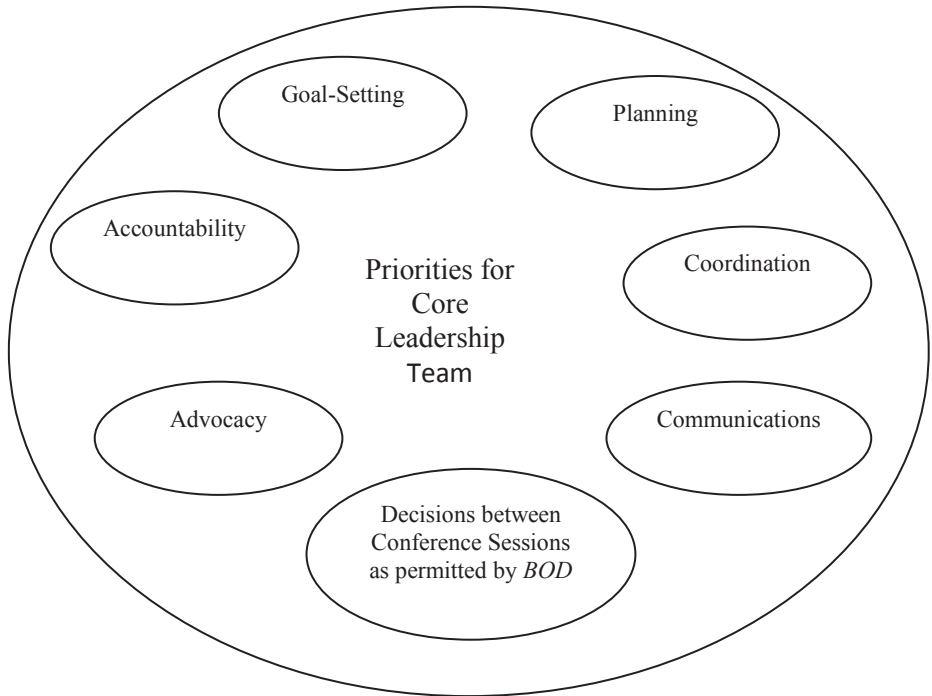 Goal-Setting
Planning
Accountability
Coordination
Priorities for
Core
Leadership
Team
Advocacy
Communications
Decisions between
Conference Sessions
as permitted by BOD